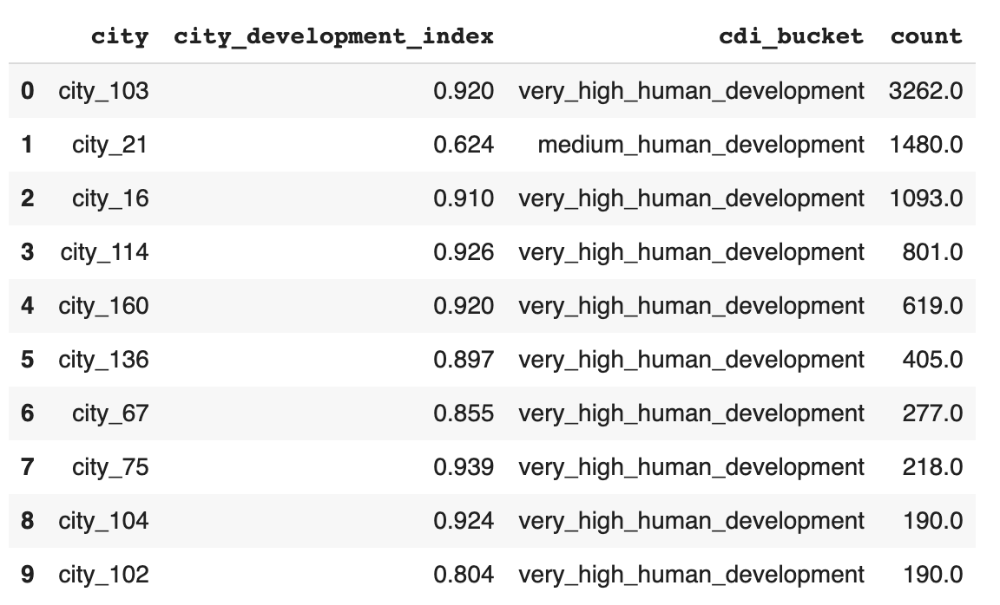 city city_development_index cdi_bucket count
0 city_103 0.920 very_high_human_development 3262.0
1 city_21 0.624 medium_human_development 1480.0
2 city_16 0.910 very_high_human_development 1093.0
3 city_114 0.926 very_high_human_development 801.0
4 city_160 0.920 very_high_human_development 619.0
5 city_136 0.897 very_high_human_development 405.0
6 city_67 0.855 very_high_human_development 277.0
7 city_75 0.939 very_high_human_development 218.0
8 city_104 0.924 very_high_human_development 190.0
9 city_102 0.804 very_high_human_development 190.0